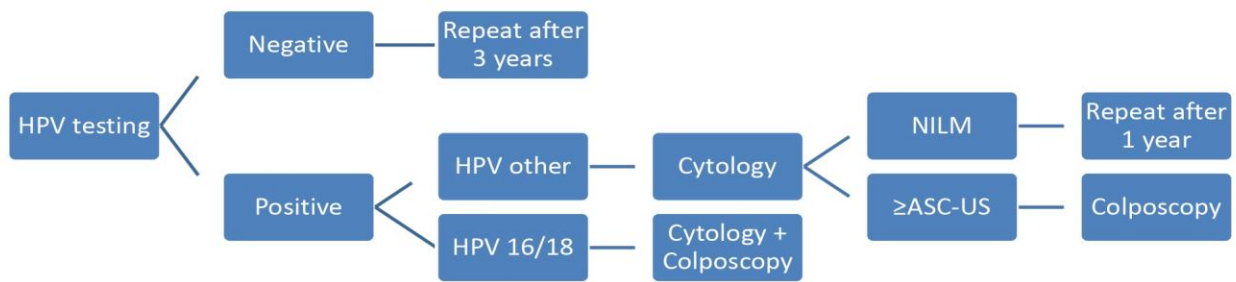 HPV testing
Negative
Repeat after
3 years
Positive
HPV other
Cytology
NILM
Repeat after
1 year
≥ASC-US
Colposcopy
HPV 16/18
Cytology +
Colposcopy